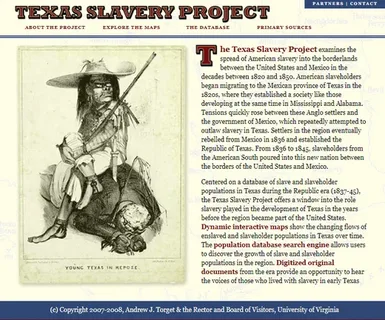 PARTNERS : CONTACT
TEXAS SLAVERY PROJECT
ABOUT THE PROJECT EXPLORE THE MAPS THE DATABASE PRIMARY SOURCES
The Texas Slavery Project examines the
spread of American slavery into the borderlands
between the United States and Mexico in the
decades between 1820 and 1850. American slaveholders
began migrating to the Mexican province of Texas in the
1820s, where they established a society like those
developing at the same time in Mississippi and Alabama.
Tensions quickly rose between these Anglo settlers and
the government of Mexico, which repeatedly attempted to
outlaw slavery in Texas. Settlers in the region eventually
rebelled from Mexico in 1836 and established the
Republic of Texas. From 1836 to 1845, slaveholders from
the American South poured into this new nation between
the borders of the United States and Mexico.
Centered on a database of slave and slaveholder
populations in Texas during the Republic era (1837-45),
the Texas Slavery Project offers a window into the role
slavery played in the development of Texas in the years
before the region became part of the United States.
Dynamic interactive maps show the changing flows of
enslaved and slaveholder populations in Texas over time.
The population database search engine allows users
to discover the growth of slave and slaveholder
populations in the region. Digitized original
documents from the era provide an opportunity to hear
the voices of those who lived with slavery in early Texas
YOUNG TEXAS IN REPOSE.
(c) Copyright 2007-2008, Andrew J. Torget & the Rector and Board of Visitors, University of Virginia